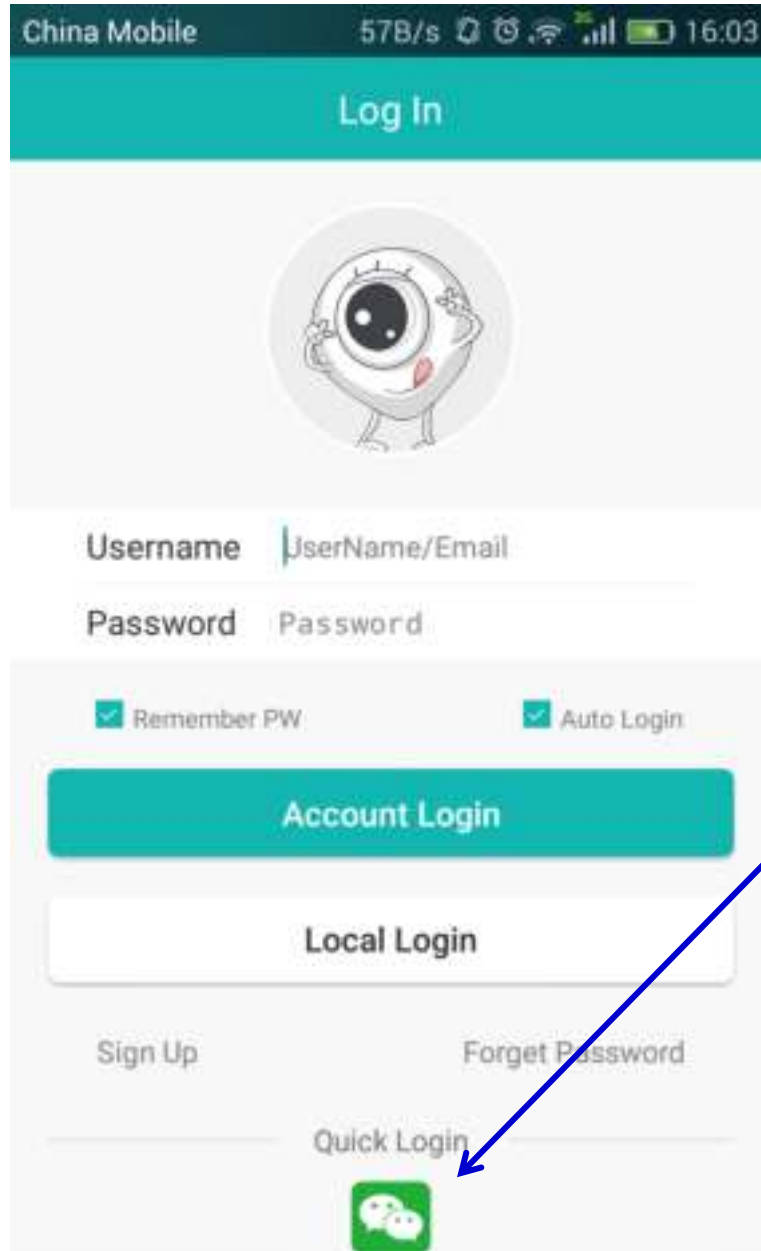 China Mobile 57B/s 3G 16:03
Log In
Username UserName/Email
Password Password
Remember PW Auto Login
Account Login
Local Login
Sign Up Forget Password
Quick Login